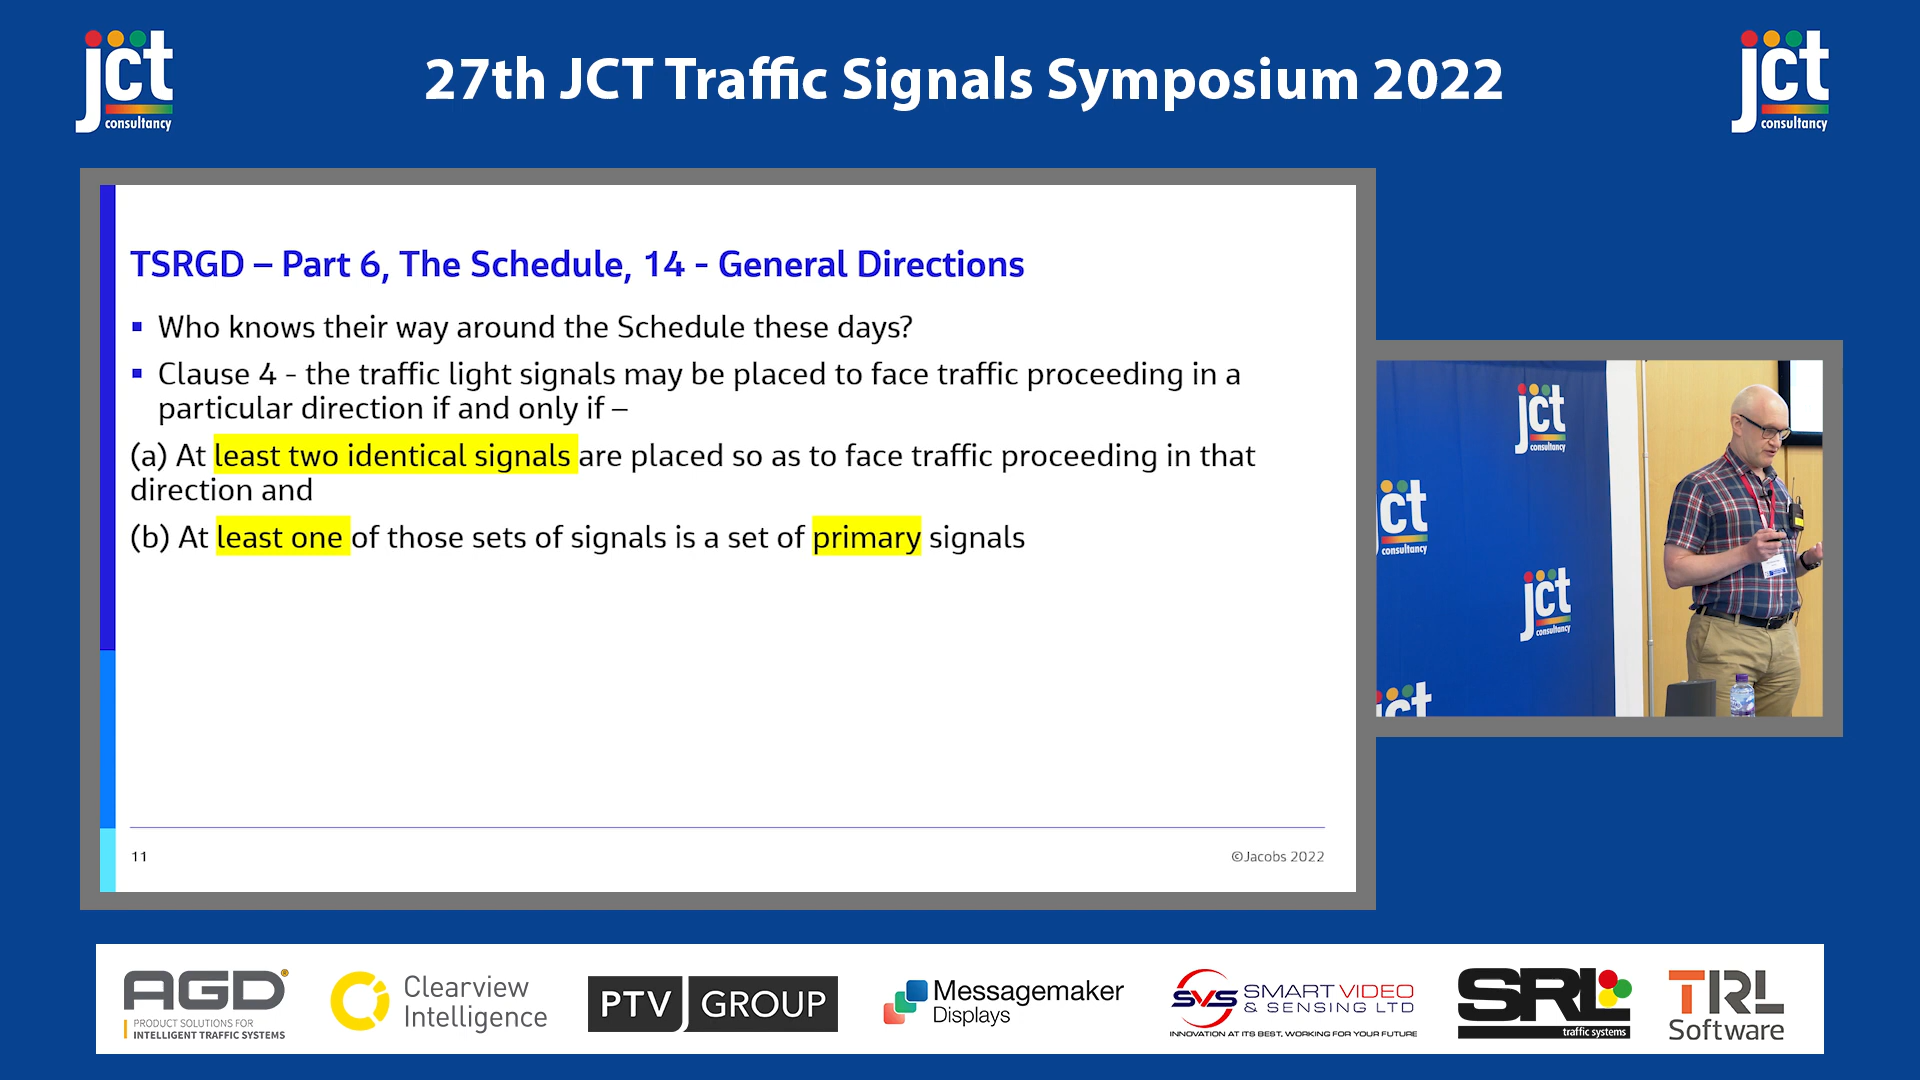 jct
consultancy
27th JCT Traffic Signals Symposium 2022
jct
consultancy
TSRGD – Part 6, The Schedule, 14 - General Directions
▪ Who knows their way around the Schedule these days?
▪ Clause 4 - the traffic light signals may be placed to face traffic proceeding in a
particular direction if and only if –
(a) At least two identical signals are placed so as to face traffic proceeding in that
direction and
(b) At least one of those sets of signals is a set of primary signals
11
©Jacobs 2022
jct
consultancy
ct
consultancy
jct
consultancy
jct
AGD
PRODUCT SOLUTIONS FOR
INTELLIGENT TRAFFIC SYSTEMS
Clearview
Intelligence
PTV GROUP
Messagemaker
Displays
SVS
SMART VIDEO
& SENSING LTD
INNOVATION AT ITS BEST, WORKING FOR YOUR FUTURE
SRL
traffic systems
TRL
Software